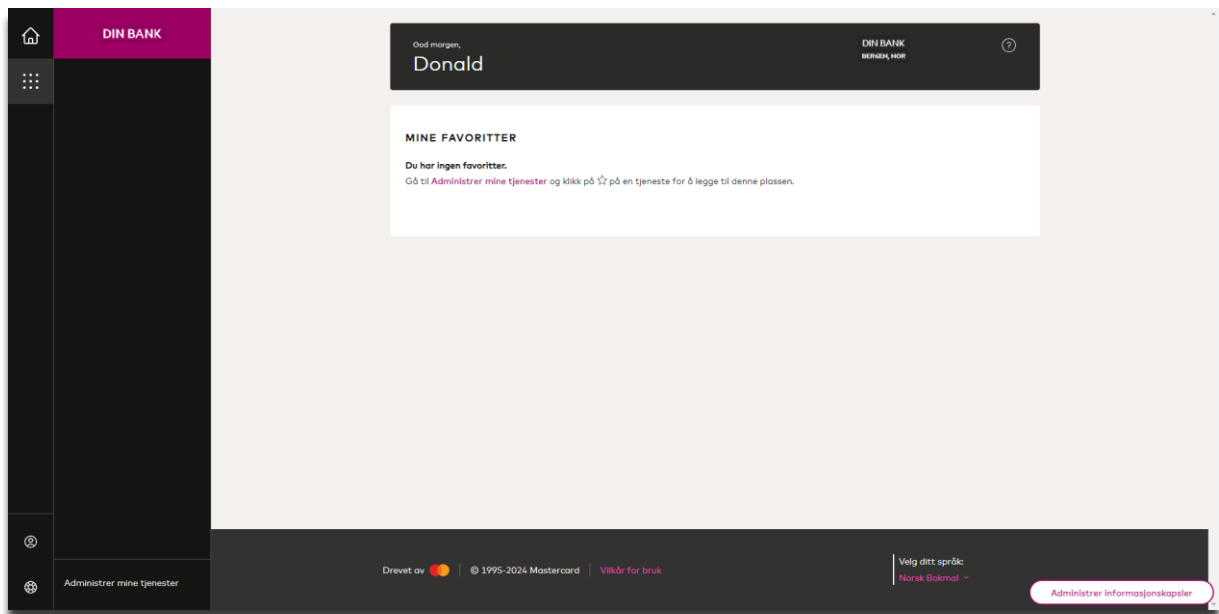 DIN BANK
God morgen,
Donald
DIN BANK
BERGEN, NOR
?
MINE FAVORITTER
Du har ingen favoritter.
Gå til Administrer mine tjenester og klikk på ☆ på en tjeneste for å legge til denne plassen.
Administrer mine tjenester
Drevet av | © 1995-2024 Mastercard | Vilkår for bruk
Velg ditt språk:
Norsk Bokmal
Administrer informasjonskapsler